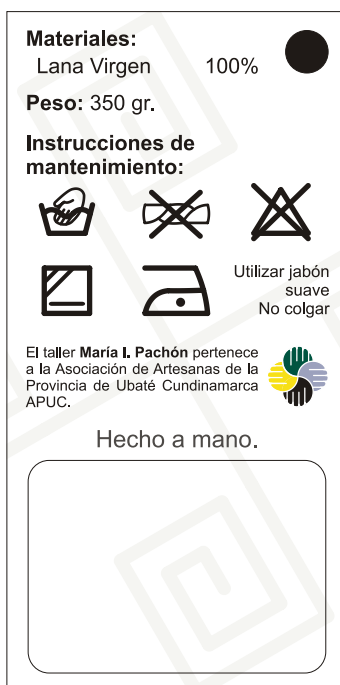 Materiales:
Lana Virgen 100%
Peso: 350 gr.
Instrucciones de
mantenimiento:
Utilizar jabón
suave
No colgar
El taller María I. Pachón pertenece
a la Asociación de Artesanas de la
Provincia de Ubaté Cundinamarca
APUC.
Hecho a mano.